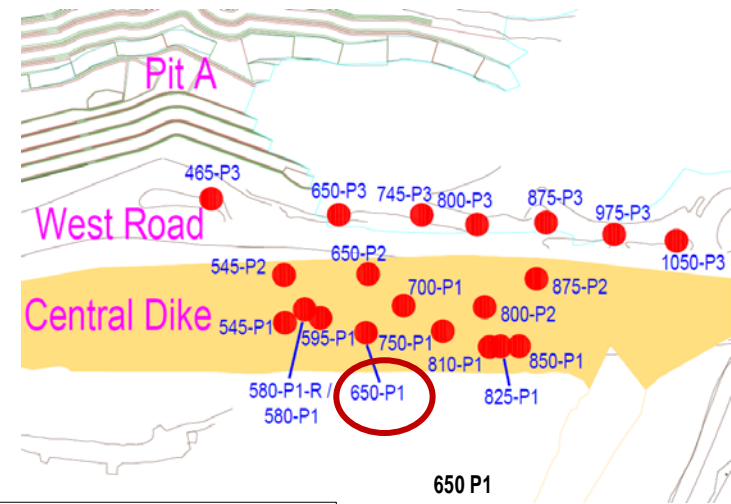 Pit A
465-P3
650-P3
745-P3
800-P3
875-P3
975-P3
West Road
1050-P3
545-P2
650-P2
875-P2
700-P1
800-P2
Central Dike
545-P1
595-P1
750-P1
810-P1
850-P1
580-P1-R /
580-P1
650-P1
825-P1
650 P1